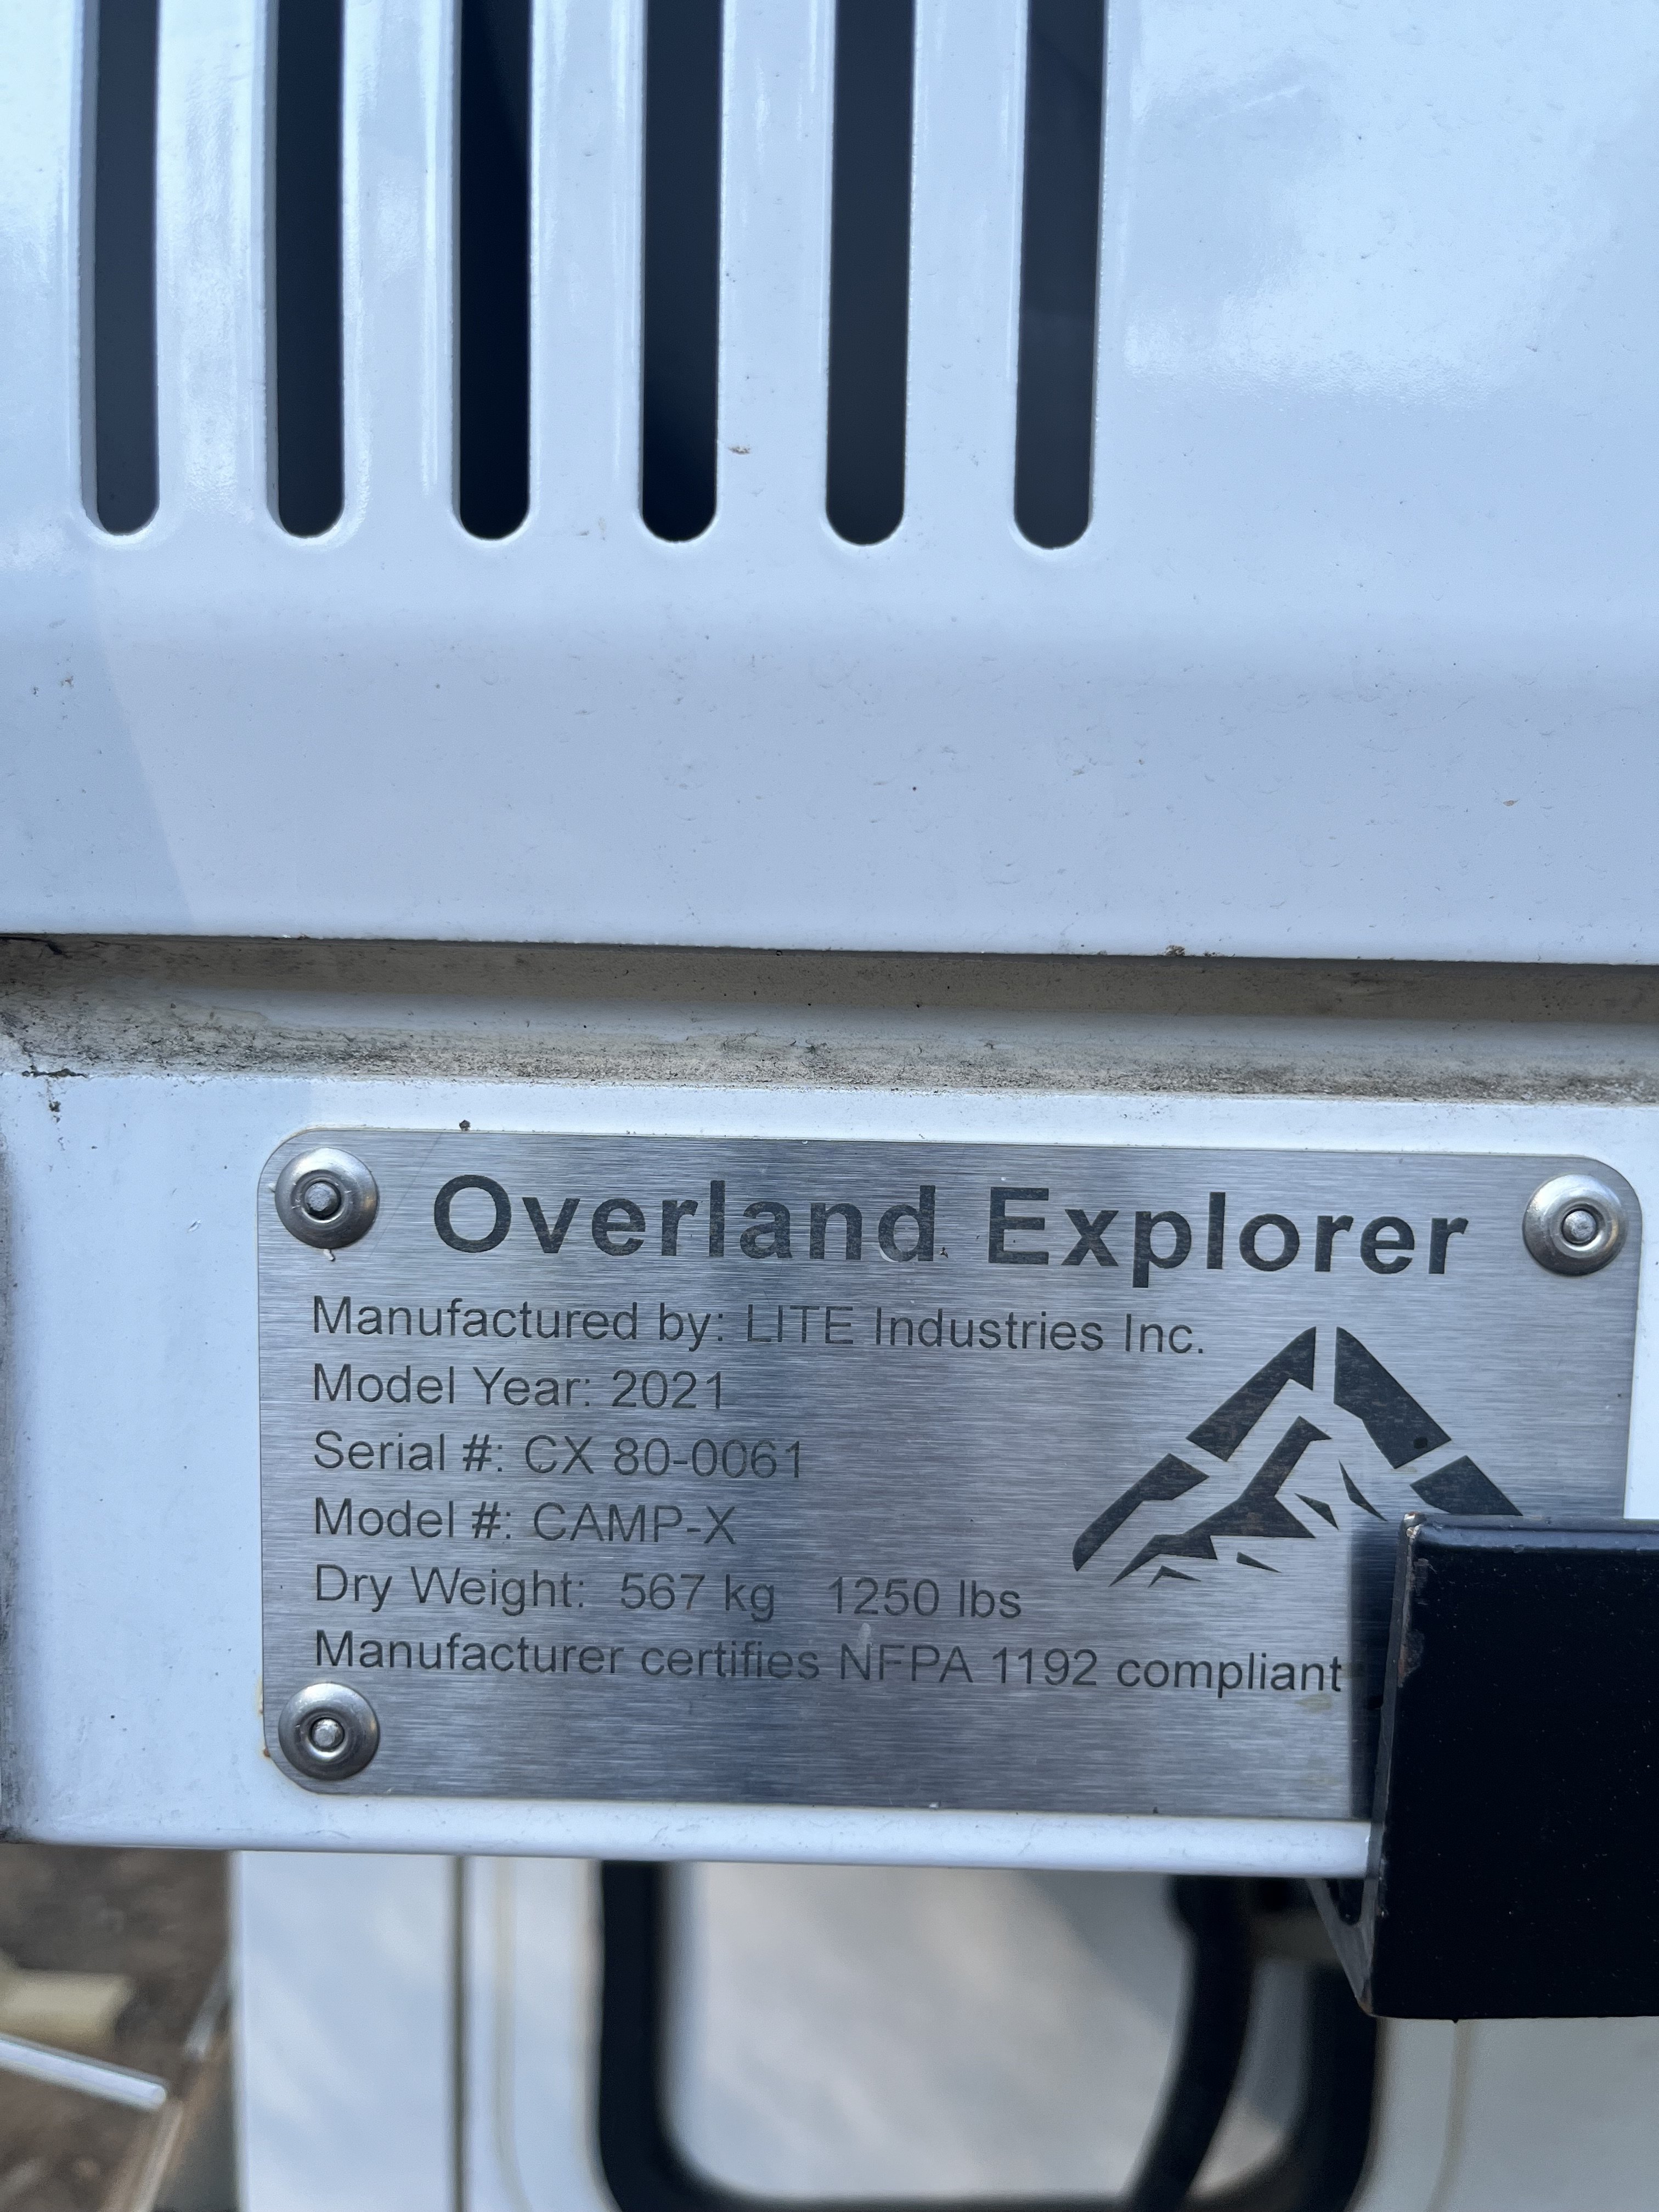 Overland Explorer
Manufactured by: LITE Industries Inc.
Model Year: 2021
Serial #: CX 80-0061
Model #: CAMP-X
Dry Weight: 567 kg 1250 lbs
Manufacturer certifies NFPA 1192 compliant